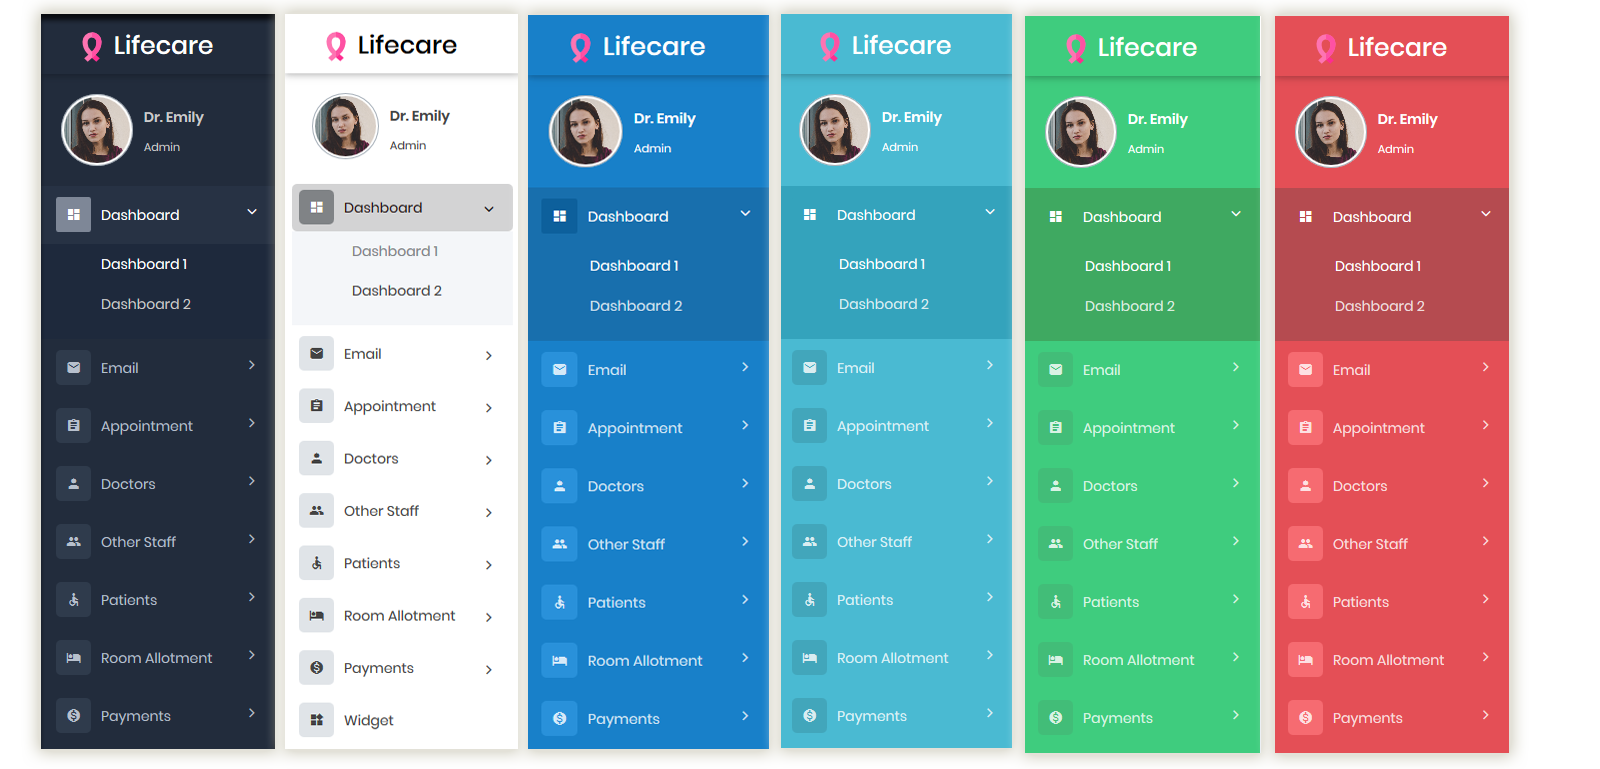 Lifecare
Dr. Emily
Admin
Dashboard
Dashboard 1
Dashboard 2
Email
Appointment
Doctors
Other Staff
Patients
Room Allotment
Payments
Lifecare
Dr. Emily
Admin
Dashboard
Dashboard 1
Dashboard 2
Email
Appointment
Doctors
Other Staff
Patients
Room Allotment
Payments
Widget
Lifecare
Dr. Emily
Admin
Dashboard
Dashboard 1
Dashboard 2
Email
Appointment
Doctors
Other Staff
Patients
Room Allotment
Payments
Lifecare
Dr. Emily
Admin
Dashboard
Dashboard 1
Dashboard 2
Email
Appointment
Doctors
Other Staff
Patients
Room Allotment
Payments
Lifecare
Dr. Emily
Admin
Dashboard
Dashboard 1
Dashboard 2
Email
Appointment
Doctors
Other Staff
Patients
Room Allotment
Payments
Lifecare
Dr. Emily
Admin
Dashboard
Dashboard 1
Dashboard 2
Email
Appointment
Doctors
Other Staff
Patients
Room Allotment
Payments